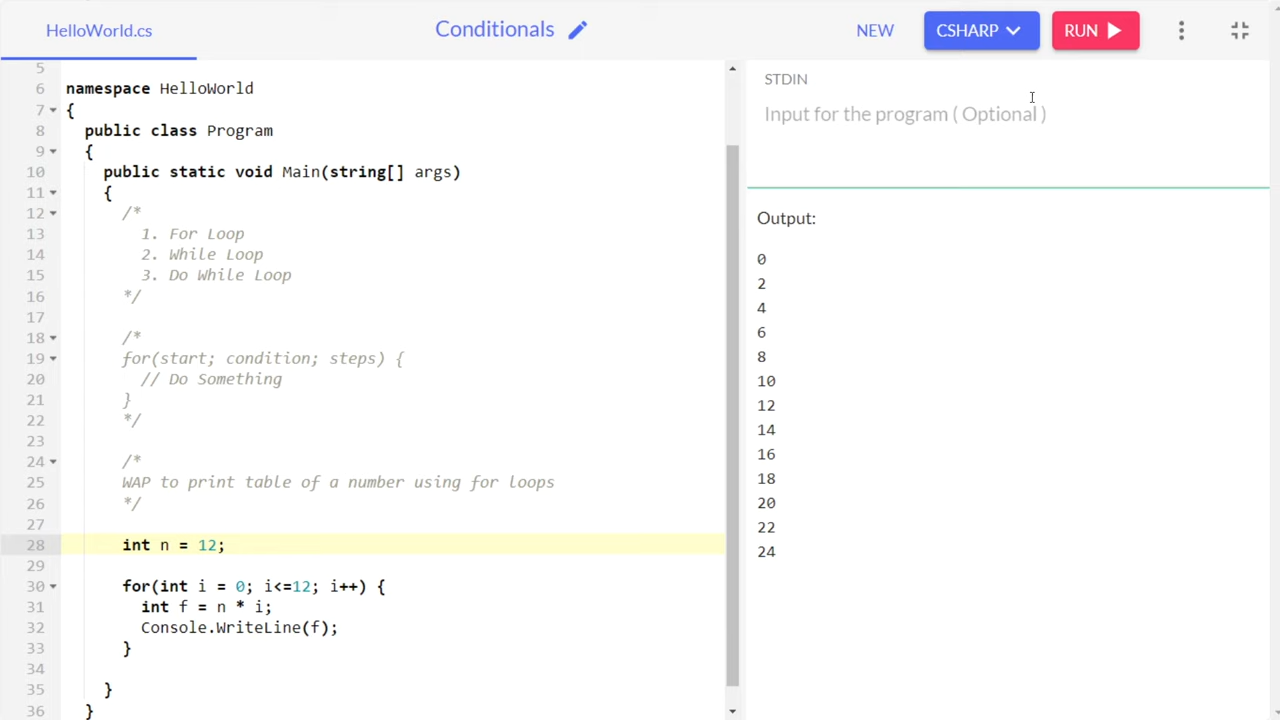 HelloWorld.cs
Conditionals
NEW
CSHARP
RUN
5
6 namespace HelloWorld
7 {
8 public class Program
9 {
10 public static void Main(string[] args)
11 {
12 /*
13 1. For Loop
14 2. While Loop
15 3. Do While Loop
16 */
17
18 /*
19 for(start; condition; steps) {
20 // Do Something
21 }
22 */
23
24 /*
25 WAP to print table of a number using for loops
26 */
27
28 int n = 12;
29
30 for(int i = 0; i<=12; i++) {
31 int f = n * i;
32 Console.WriteLine(f);
33 }
34
35 }
36 }
STDIN
Input for the program ( Optional )
Output:
0
2
4
6
8
10
12
14
16
18
20
22
24